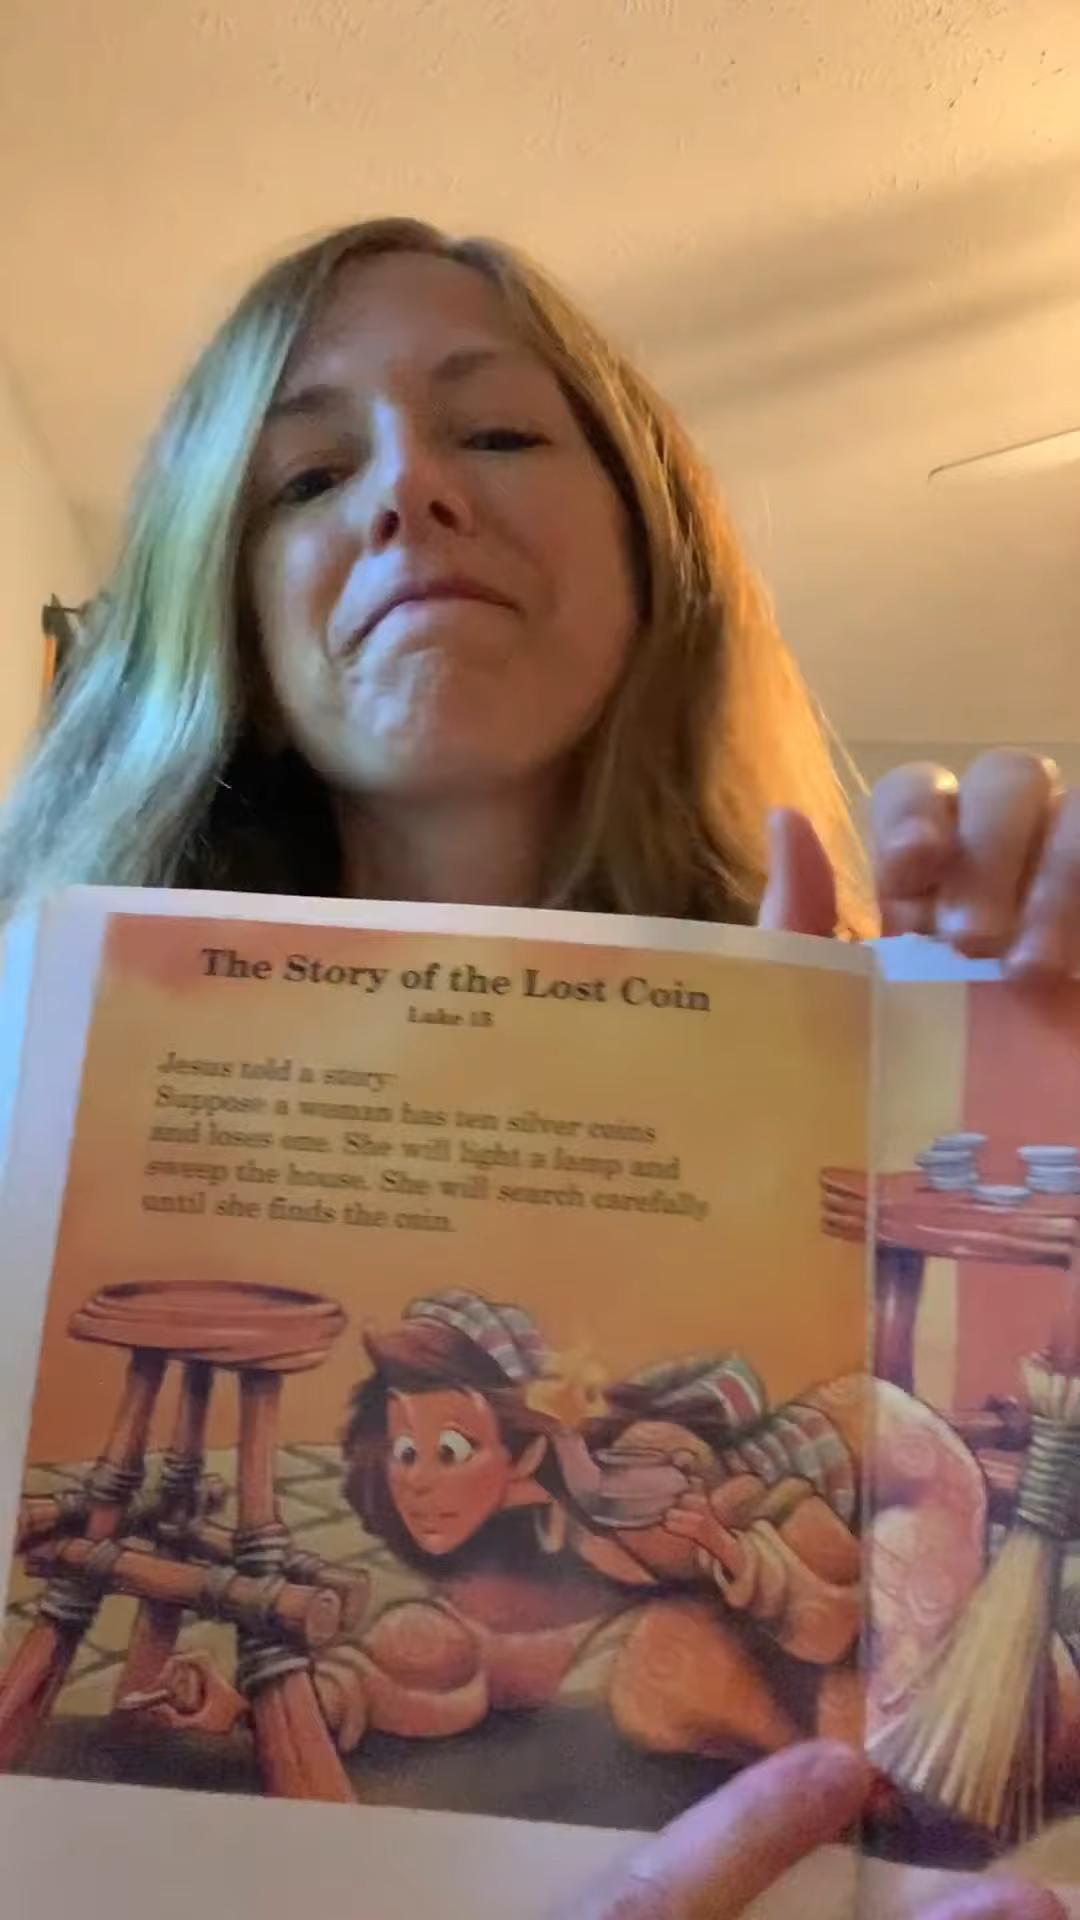 The Story of the Lost Coin
Luke 15
Jesus told a story:
Suppose a woman has ten silver coins
and loses one. She will light a lamp and
sweep the house. She will search carefully
until she finds the coin.